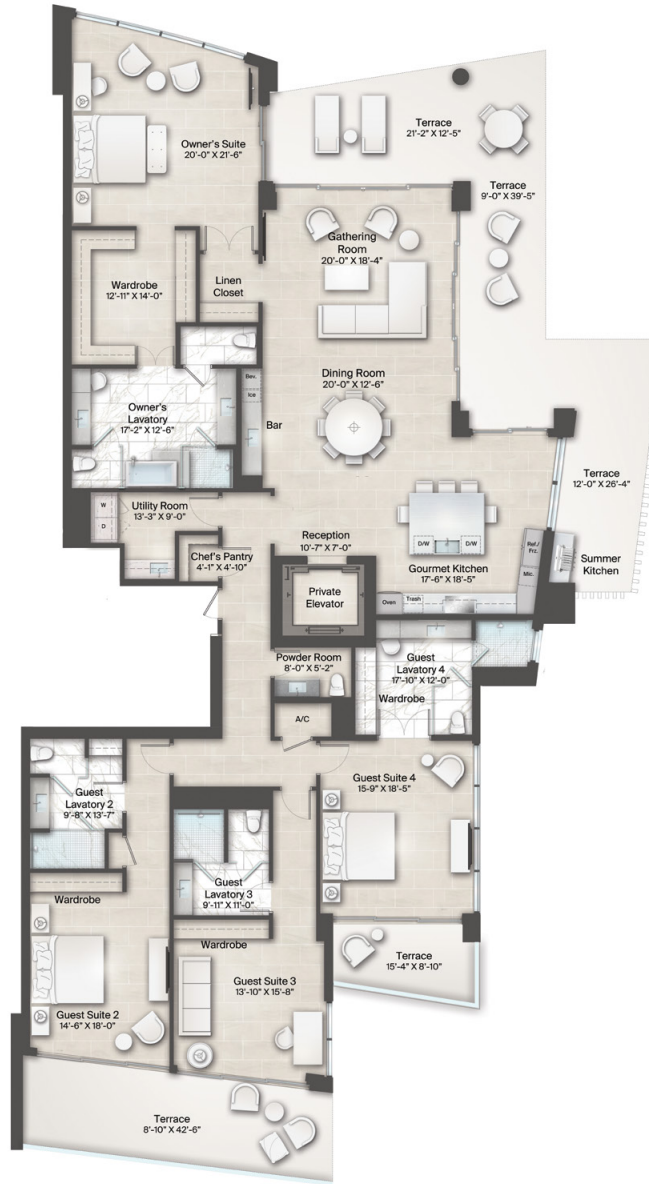 Owner's Suite
20'-0" X 21'-6"
Terrace
21'-2" X 12'-5"
Terrace
9'-0" X 39'-5"
Gathering
Room
20'-0" X 18'-4"
Wardrobe
12'-11" X 14'-0"
Linen
Closet
Dining Room
20'-0" X 12'-6"
Bev.
Ice
Bar
Owner's
Lavatory
17'-2" X 12'-6"
Terrace
12'-0" X 26'-4"
W
D
Utility Room
13'-3" X 9'-0"
Reception
10'-7" X 7'-0"
D/W
D/W
Ref./
Frz.
Mic.
Summer
Kitchen
Chef's Pantry
4'-1" X 4'-10"
Gourmet Kitchen
17'-6" X 18'-5"
Private
Elevator
Oven
Trash
Powder Room
8'-0" X 5'-2"
Guest
Lavatory 4
17'-10" X 12'-0"
Wardrobe
A/C
Guest Suite 4
15'-9" X 18'-5"
Guest
Lavatory 2
9'-8" X 13'-7"
Guest
Lavatory 3
9'-11" X 11'-0"
Wardrobe
Wardrobe
Terrace
15'-4" X 8'-10"
Guest Suite 3
13'-10" X 15'-8"
Guest Suite 2
14'-6" X 18'-0"
Terrace
8'-10" X 42'-6"